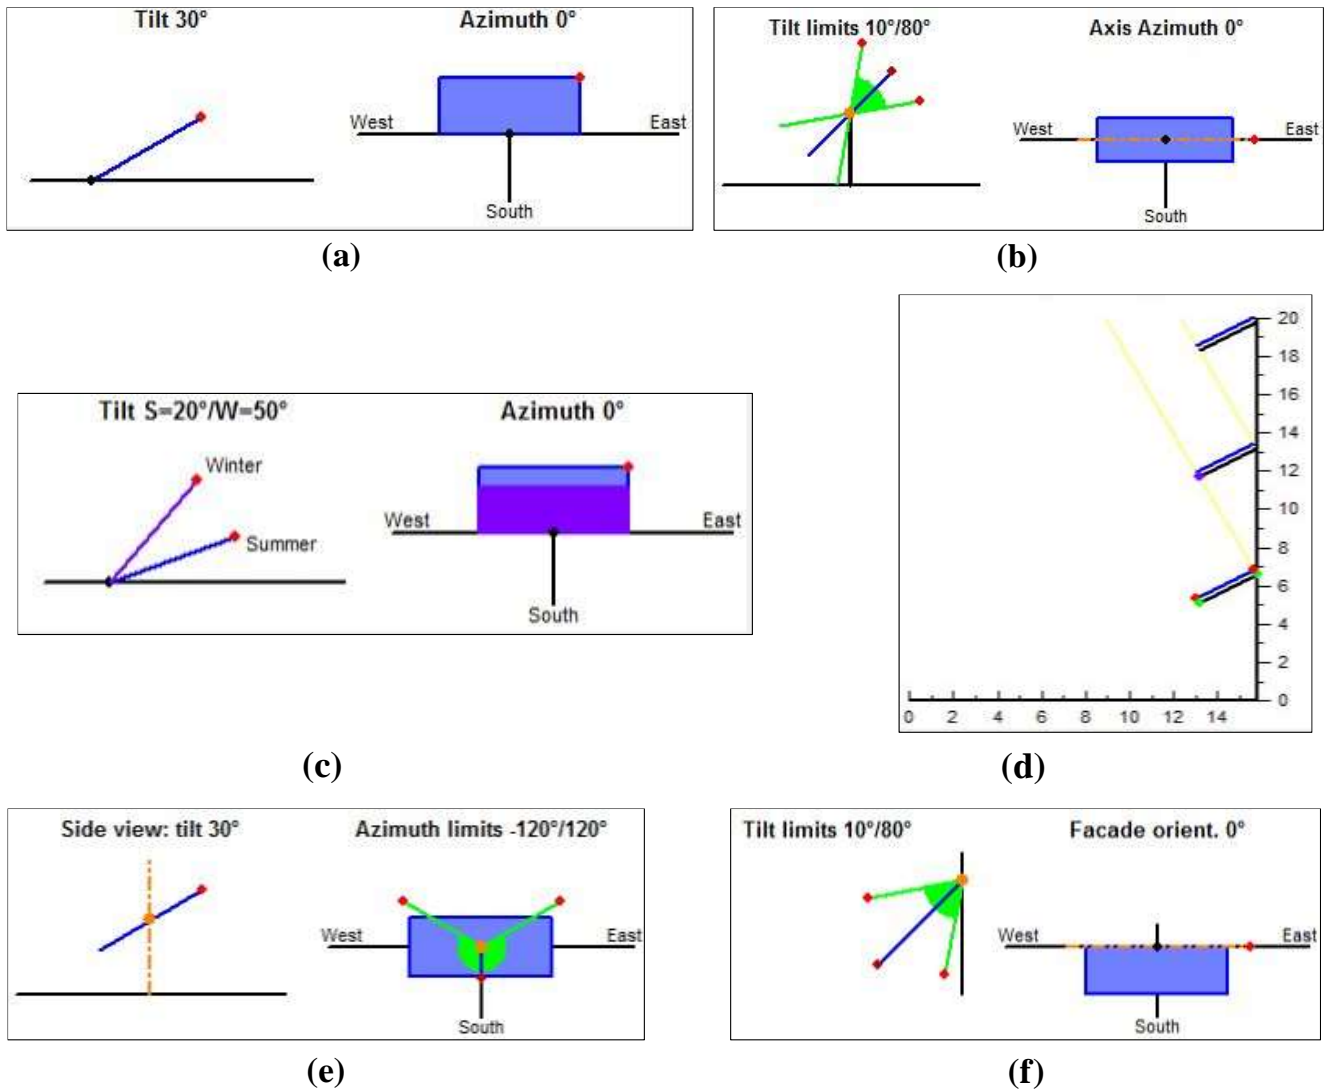 Tilt 30° Azimuth 0°
West East
South
(a)
Tilt limits 10°/80° Axis Azimuth 0°
West East
South
(b)
Tilt S=20°/W=50° Azimuth 0°
Winter
Summer
West East
South
(c)
20
18
16
14
12
10
8
6
4
2
0
0 2 4 6 8 10 12 14
(d)
Side view: tilt 30° Azimuth limits -120°/120°
West East
South
(e)
Tilt limits 10°/80° Facade orient. 0°
West East
South
(f)